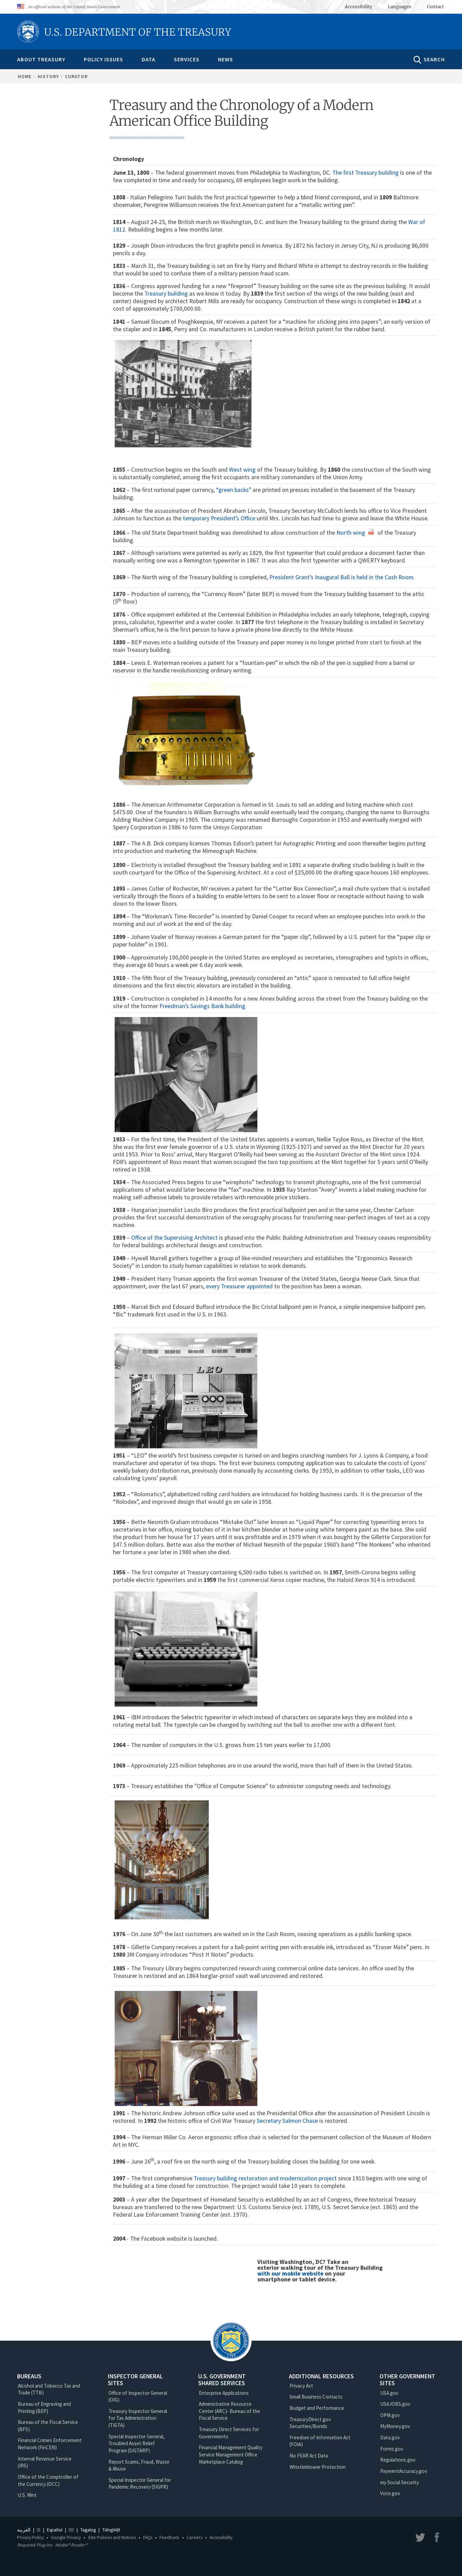 An official website of the United States Government
Accessibility Languages Contact
U.S. DEPARTMENT OF THE TREASURY
ABOUT TREASURY POLICY ISSUES DATA SERVICES NEWS SEARCH
HOME / HISTORY / CURATOR
Treasury and the Chronology of a Modern
American Office Building
Chronology
June 13, 1800 – The federal government moves from Philadelphia to Washington, DC. The first Treasury building is one of the
few completed in time and ready for occupancy, 69 employees begin work in the building.
1808 - Italian Pellegrino Turri builds the first practical typewriter to help a blind friend correspond, and in 1809 Baltimore
shoemaker, Peregrine Williamson receives the first American patent for a “metallic writing pen”.
1814 – August 24-25, the British march on Washington, D.C. and burn the Treasury building to the ground during the War of
1812. Rebuilding begins a few months later.
1829 – Joseph Dixon introduces the first graphite pencil in America. By 1872 his factory in Jersey City, NJ is producing 86,000
pencils a day.
1833 – March 31, the Treasury building is set on fire by Harry and Richard White in attempt to destroy records in the building
that would be used to convict them of a military pension fraud scam.
1836 – Congress approved funding for a new “fireproof” Treasury building on the same site as the previous building. It would
become the Treasury building as we know it today. By 1839 the first section of the wings of the building (east and
center) designed by architect Robert Mills are ready for occupancy. Construction of these wings is completed in 1842 at a
cost of approximately $700,000.00.
1841 – Samuel Slocum of Poughkeepsie, NY receives a patent for a “machine for sticking pins into papers”; an early version of
the stapler and in 1845, Perry and Co. manufacturers in London receive a British patent for the rubber band.
1855 – Construction begins on the South and West wing of the Treasury building. By 1860 the construction of the South wing
is substantially completed; among the first occupants are military commanders of the Union Army.
1862 – The first national paper currency, “green backs” are printed on presses installed in the basement of the Treasury
building.
1865 – After the assassination of President Abraham Lincoln, Treasury Secretary McCulloch lends his office to Vice President
Johnson to function as the temporary President’s Office until Mrs. Lincoln has had time to grieve and leave the White House.
1866 – The old State Department building was demolished to allow construction of the North wing of the Treasury
building.
1867 – Although variations were patented as early as 1829, the first typewriter that could produce a document faster than
manually writing one was a Remington typewriter in 1867. It was also the first typewriter with a QWERTY keyboard.
1869 – The North wing of the Treasury building is completed, President Grant’s Inaugural Ball is held in the Cash Room.
1870 – Production of currency, the “Currency Room” (later BEP) is moved from the Treasury building basement to the attic
(5th floor)
1876 – Office equipment exhibited at the Centennial Exhibition in Philadelphia includes an early telephone, telegraph, copying
press, calculator, typewriter and a water cooler. In 1877 the first telephone in the Treasury building is installed in Secretary
Sherman’s office; he is the first person to have a private phone line directly to the White House.
1880 – BEP moves into a building outside of the Treasury and paper money is no longer printed from start to finish at the
main Treasury building.
1884 – Lewis E. Waterman receives a patent for a “fountain-pen” in which the nib of the pen is supplied from a barrel or
reservoir in the handle revolutionizing ordinary writing.
1886 – The American Arithmometer Corporation is formed in St. Louis to sell an adding and listing machine which cost
$475.00. One of the founders is William Burroughs who would eventually lead a company, changing the name to Burroughs
Adding Machine Company in 1905. The company was renamed Burroughs Corporation in 1953 and eventually merged with
Sperry Corporation in 1986 to form the Unisys Corporation.
1887 – The A.B. Dick company licenses Thomas Edison’s patent for Autographic Printing and soon thereafter begins putting
into production and marketing the Mimeograph Machine.
1890 – Electricity is installed throughout the Treasury building and in 1891 a separate drafting studio building is built in the
south courtyard for the Office of the Supervising Architect. At a cost of $25,000.00 the drafting space houses 160 employees.
1893 – James Cutler of Rochester, NY receives a patent for the “Letter Box Connection”, a mail chute system that is installed
vertically through the floors of a building to enable letters to be sent to a lower floor or receptacle without needing to walk
down to the lower floors.
1894 – The “Workman’s Time-Recorder” is invented by Daniel Cooper to record when an employee punches into work in the
morning and out of work at the end of the day.
1899 – Johann Vaaler of Norway receives a German patent for the “paper clip”, followed by a U.S. patent for the “paper clip or
paper holder” in 1901.
1900 – Approximately 100,000 people in the United States are employed as secretaries, stenographers and typists in offices,
they average 60 hours a week over a 6 day work week.
1910 – The fifth floor of the Treasury building, previously considered an “attic” space is renovated to full office height
dimensions and the first electric elevators are installed in the building.
1919 – Construction is completed in 14 months for a new Annex building across the street from the Treasury building on the
site of the former Freedman’s Savings Bank building.
1933 – For the first time, the President of the United States appoints a woman, Nellie Tayloe Ross, as Director of the Mint.
She was the first ever female governor of a U.S. state in Wyoming (1925-1927) and served as the Mint Director for 20 years
until 1953. Prior to Ross’ arrival, Mary Margaret O’Reilly had been serving as the Assistant Director of the Mint since 1924.
FDR’s appointment of Ross meant that women occupied the two top positions at the Mint together for 5 years until O’Reilly
retired in 1938.
1934 – The Associated Press begins to use “wirephoto” technology to transmit photographs, one of the first commercial
applications of what would later become the “fax” machine. In 1935 Ray Stanton “Avery” invents a label making machine for
making self-adhesive labels to provide retailers with removable price stickers.
1938 – Hungarian journalist Laszlo Biro produces the first practical ballpoint pen and in the same year, Chester Carlson
provides the first successful demonstration of the xerography process for transferring near-perfect images of text on a copy
machine.
1939 – Office of the Supervising Architect is phased into the Public Building Administration and Treasury ceases responsibility
for federal buildings architectural design and construction.
1949 – Hywell Murrell gathers together a group of like-minded researchers and establishes the “Ergonomics Research
Society” in London to study human capabilities in relation to work demands.
1949 – President Harry Truman appoints the first woman Treasurer of the United States, Georgia Neese Clark. Since that
appointment, over the last 67 years, every Treasurer appointed to the position has been a woman.
1950 – Marcel Bich and Edouard Buffard introduce the Bic Cristal ballpoint pen in France, a simple inexpensive ballpoint pen.
“Bic” trademark first used in the U.S. in 1963.
LEO
1951 – “LEO” the world’s first business computer is turned on and begins crunching numbers for J. Lyons & Company, a food
manufacturer and operator of tea shops. The first ever business computing application was to calculate the costs of Lyons’
weekly bakery distribution run, previously done manually by accounting clerks. By 1953, in addition to other tasks, LEO was
calculating Lyons’ payroll.
1952 – “Rolomatics”, alphabetized rolling card holders are introduced for holding business cards. It is the precursor of the
“Rolodex”, and improved design that would go on sale in 1958.
1956 – Bette Nesmith Graham introduces “Mistake Out” later known as “Liquid Paper” for correcting typewriting errors to
secretaries in her office, mixing batches of it in her kitchen blender at home using white tempera paint as the base. She sold
the product from her house for 17 years until it was profitable and in 1979 when it was bought by the Gillette Corporation for
$47.5 million dollars. Bette was also the mother of Michael Nesmith of the popular 1960’s band “The Monkees” who inherited
her fortune a year later in 1980 when she died.
1956 – The first computer at Treasury containing 6,500 radio tubes is switched on. In 1957, Smith-Corona begins selling
portable electric typewriters and in 1959 the first commercial Xerox copier machine, the Haloid Xerox 914 is introduced.
1961 – IBM introduces the Selectric typewriter in which instead of characters on separate keys they are molded into a
rotating metal ball. The typestyle can be changed by switching out the ball to another one with a different font.
1964 – The number of computers in the U.S. grows from 15 ten years earlier to 17,000.
1969 – Approximately 225 million telephones are in use around the world, more than half of them in the United States.
1973 – Treasury establishes the “Office of Computer Science” to administer computing needs and technology.
1976 – On June 30th the last customers are waited on in the Cash Room, ceasing operations as a public banking space.
1978 – Gillette Company receives a patent for a ball-point writing pen with erasable ink, introduced as “Eraser Mate” pens. In
1980 3M Company introduces “Post It Notes” products.
1985 – The Treasury Library begins computerized research using commercial online data services. An office used by the
Treasurer is restored and an 1864 burglar-proof vault wall uncovered and restored.
1991 – The historic Andrew Johnson office suite used as the Presidential Office after the assassination of President Lincoln is
restored. In 1992 the historic office of Civil War Treasury Secretary Salmon Chase is restored.
1994 – The Herman Miller Co. Aeron ergonomic office chair is selected for the permanent collection of the Museum of Modern
Art in NYC.
1996 – June 26th, a roof fire on the north wing of the Treasury building closes the building for one week.
1997 – The first comprehensive Treasury building restoration and modernization project since 1910 begins with one wing of
the building at a time closed for construction. The project would take 10 years to complete.
2003 – A year after the Department of Homeland Security is established by an act of Congress, three historical Treasury
bureaus are transferred to the new Department: U.S. Customs Service (est. 1789), U.S. Secret Service (est. 1865) and the
Federal Law Enforcement Training Center (est. 1970).
2004 - The Facebook website is launched.
Visiting Washington, DC? Take an
exterior walking tour of the Treasury Building
with our mobile website on your
smartphone or tablet device.
BUREAUS
Alcohol and Tobacco Tax and
Trade (TTB)
Bureau of Engraving and
Printing (BEP)
Bureau of the Fiscal Service
(BFS)
Financial Crimes Enforcement
Network (FinCEN)
Internal Revenue Service
(IRS)
Office of the Comptroller of
the Currency (OCC)
U.S. Mint
INSPECTOR GENERAL
SITES
Office of Inspector General
(OIG)
Treasury Inspector General
for Tax Administration
(TIGTA)
Special Inspector General,
Troubled Asset Relief
Program (SIGTARP)
Report Scams, Fraud, Waste
& Abuse
Special Inspector General for
Pandemic Recovery (SIGPR)
U.S. GOVERNMENT
SHARED SERVICES
Enterprise Applications
Administrative Resource
Center (ARC)- Bureau of the
Fiscal Service
Treasury Direct Services for
Governments
Financial Management Quality
Service Management Office
Marketplace Catalog
ADDITIONAL RESOURCES
Privacy Act
Small Business Contacts
Budget and Performance
TreasuryDirect.gov
Securities/Bonds
Freedom of Information Act
(FOIA)
No FEAR Act Data
Whistleblower Protection
OTHER GOVERNMENT
SITES
USA.gov
USAJOBS.gov
OPM.gov
MyMoney.gov
Data.gov
Forms.gov
Regulations.gov
PaymentAccuracy.gov
my Social Security
Vote.gov
العربية | Español | Tagalog | TiếngViệt
Privacy Policy • Google Privacy • Site Policies and Notices • FAQs • Feedback • Careers • Accessibility
Required Plug-ins Adobe® Reader®